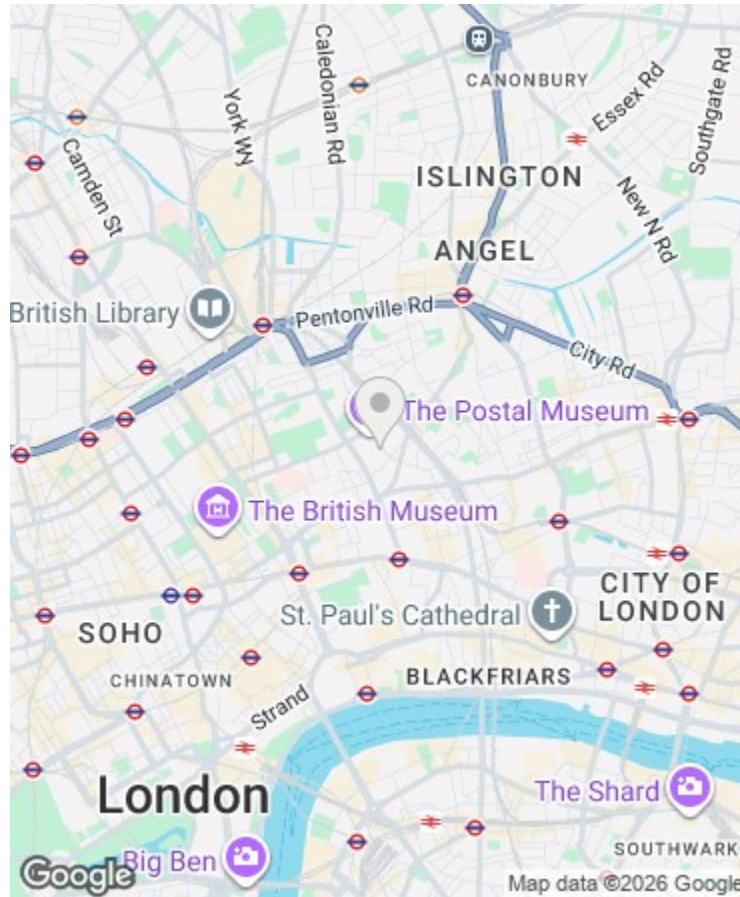 CANONBURY
Caledonian Rd
York Wy
Essex Rd
Southgate Rd
Camden St
ISLINGTON
New N Rd
ANGEL
British Library
Pentonville Rd
City Rd
The Postal Museum
The British Museum
CITY OF
LONDON
St. Paul's Cathedral
SOHO
BLACKFRIARS
CHINATOWN
Strand
London
The Shard
SOUTHWARK
Big Ben
Google
Map data ©2026 Google